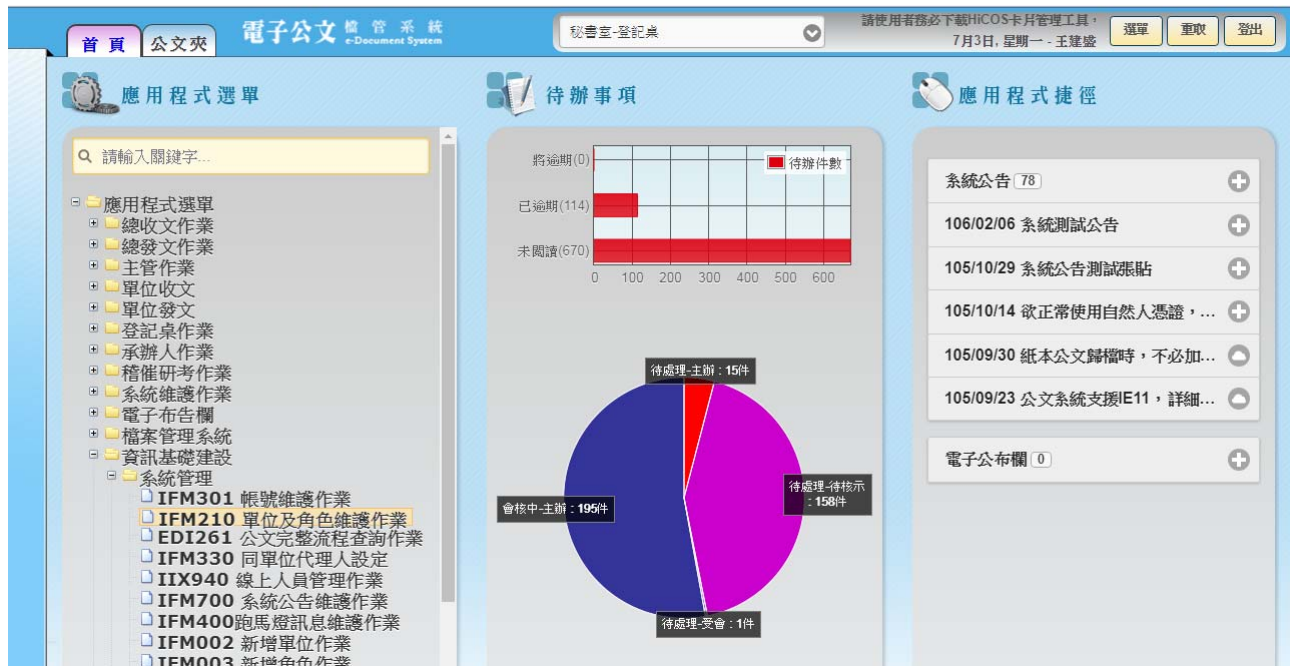 首 頁
公文夾
電子公文 檔 管 系 統
e-Document System
秘書室-登記桌
請使用者務必下載HiCOS卡片管理工具，
7月3日, 星期一 - 王建盛
選單
重取
登出
應用程式選單
請輸入關鍵字...
應用程式選單
總收文作業
總發文作業
主管作業
單位收文
單位發文
登記桌作業
承辦人作業
稽催研考作業
系統維護作業
電子布告欄
檔案管理系統
資訊基礎建設
系統管理
IFM301 帳號維護作業
IFM210 單位及角色維護作業
EDI261 公文完整流程查詢作業
IFM330 同單位代理人設定
IIX940 線上人員管理作業
IFM700 系統公告維護作業
IFM400跑馬燈訊息維護作業
IFM002 新增單位作業
IFM003 新增角色作業
待辦事項
待辦件數
將逾期(0)
已逾期(114)
未閱讀(670)
0 100 200 300 400 500 600
待處理-主辦 : 15件
待處理-待核示
: 158件
會核中-主辦 : 195件
待處理-受會 : 1件
應用程式捷徑
系統公告 78
106/02/06 系統測試公告
105/10/29 系統公告測試張貼
105/10/14 欲正常使用自然人憑證，...
105/09/30 紙本公文歸檔時，不必加...
105/09/23 公文系統支援IE11，詳細...
電子公布欄 0